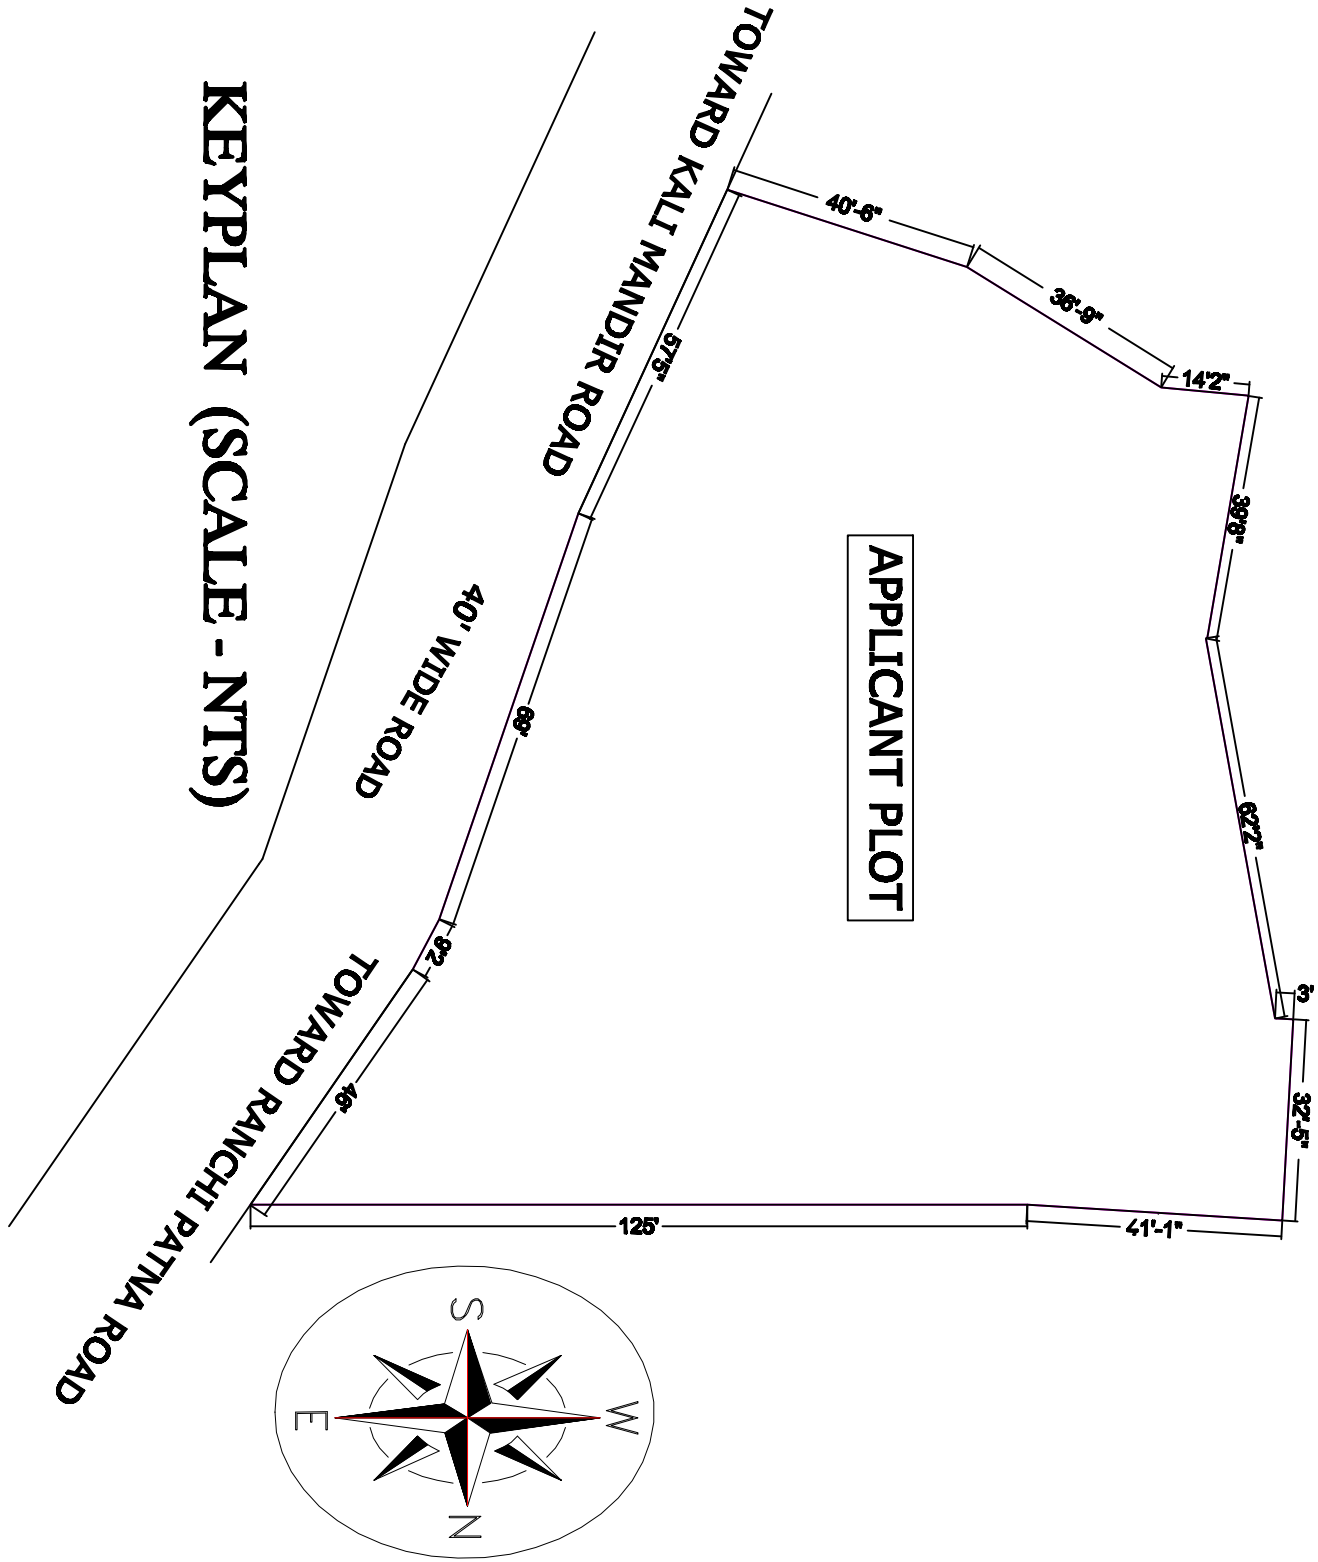 KEYPLAN (SCALE - NTS)
TOWARD KALI MANDIR ROAD
40' WIDE ROAD
TOWARD RANCHI PATNA ROAD
APPLICANT PLOT
40'-6"
36'-9"
14'2"
39'8"
62'2"
3'
32'-5"
41'-1"
125'
46'
9'2
69'
57'5"
S
W
E
N